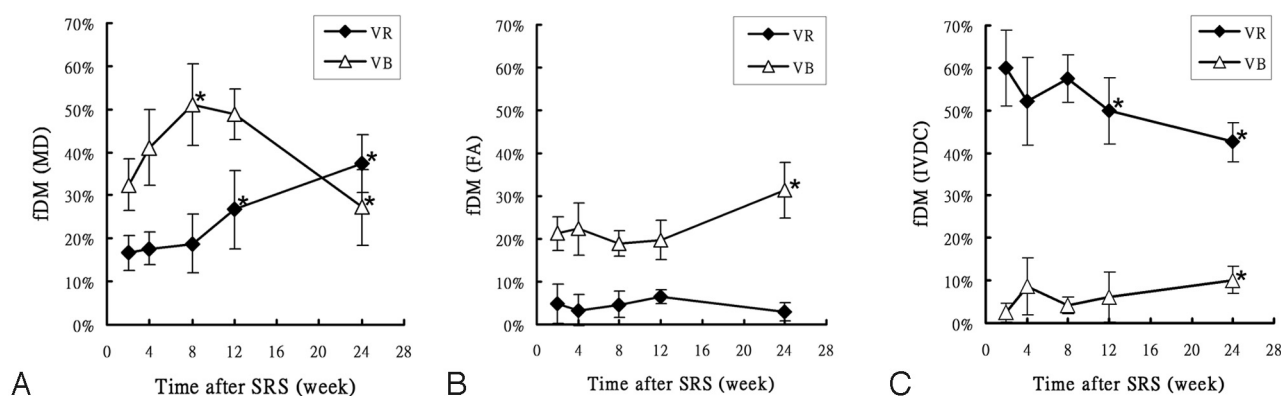 70%
60%
50%
40%
30%
20%
10%
0%
fDM (MD)
VR
VB
*
*
*
*
0 4 8 12 16 20 24 28
Time after SRS (week)
A
70%
60%
50%
40%
30%
20%
10%
0%
fDM (FA)
VR
VB
*
0 4 8 12 16 20 24 28
Time after SRS (week)
B
70%
60%
50%
40%
30%
20%
10%
0%
fDM (IVDC)
VR
VB
*
*
*
0 4 8 12 16 20 24 28
Time after SRS (week)
C